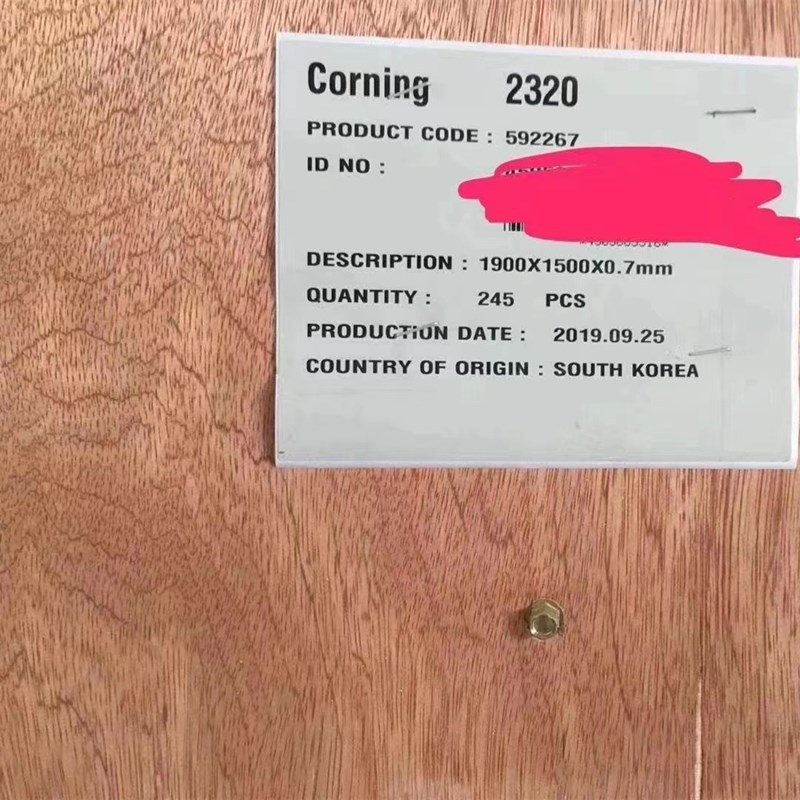 Corning 2320
PRODUCT CODE : 592267
ID NO :
DESCRIPTION : 1900X1500X0.7mm
QUANTITY : 245 PCS
PRODUCTION DATE : 2019.09.25
COUNTRY OF ORIGIN : SOUTH KOREA